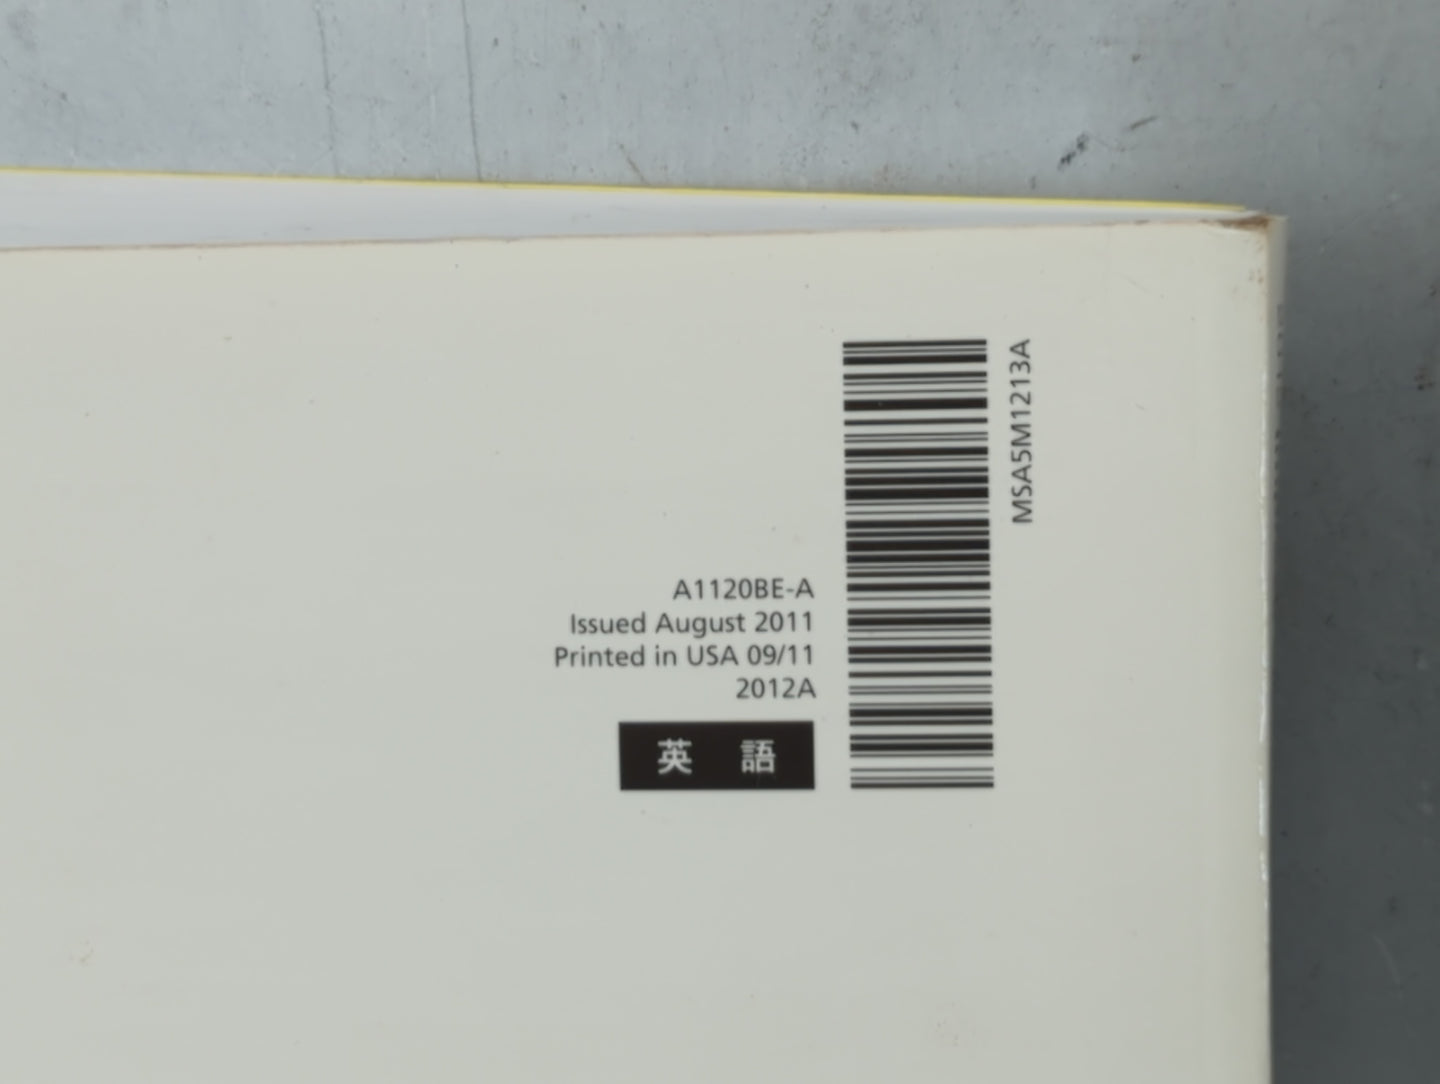 MSA5M1213A
A1120BE-A
Issued August 2011
Printed in USA 09/11
2012A
英 語